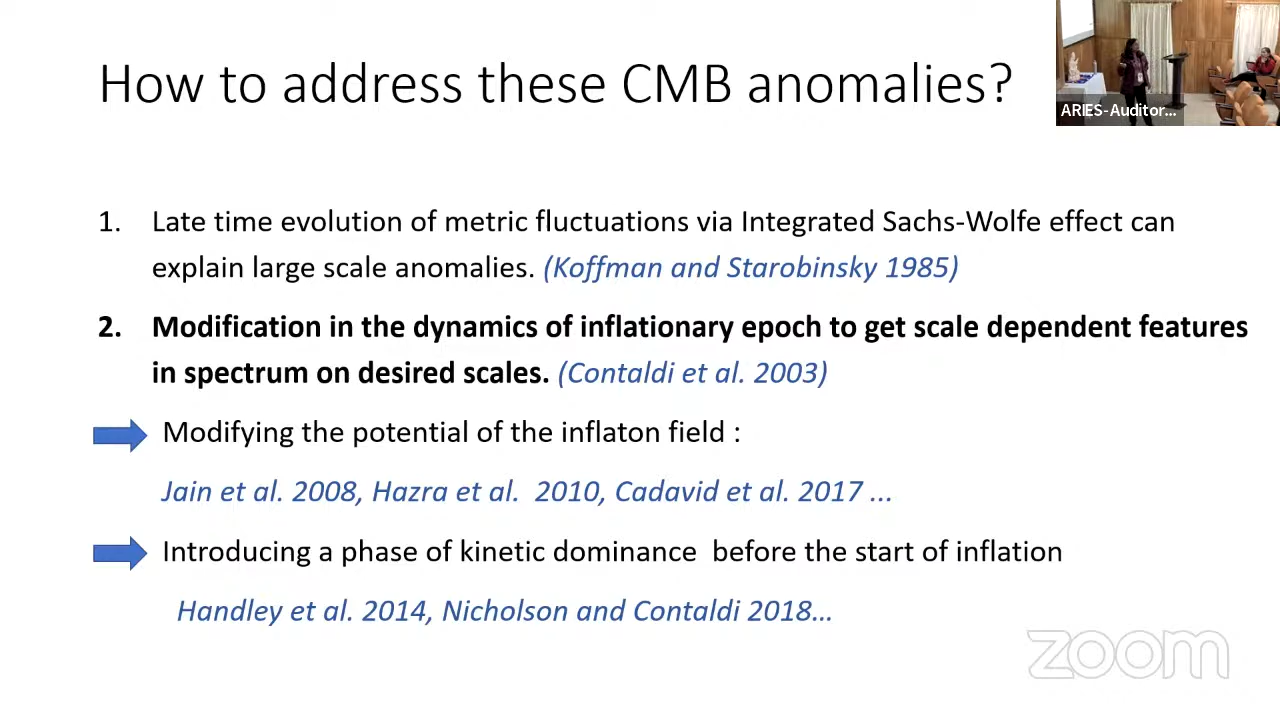 How to address these CMB anomalies?
ARIES-Auditor...
1. Late time evolution of metric fluctuations via Integrated Sachs-Wolfe effect can
explain large scale anomalies. (Koffman and Starobinsky 1985)
2. Modification in the dynamics of inflationary epoch to get scale dependent features
in spectrum on desired scales. (Contaldi et al. 2003)
Modifying the potential of the inflaton field :
Jain et al. 2008, Hazra et al. 2010, Cadavid et al. 2017 ...
Introducing a phase of kinetic dominance before the start of inflation
Handley et al. 2014, Nicholson and Contaldi 2018...
zoom